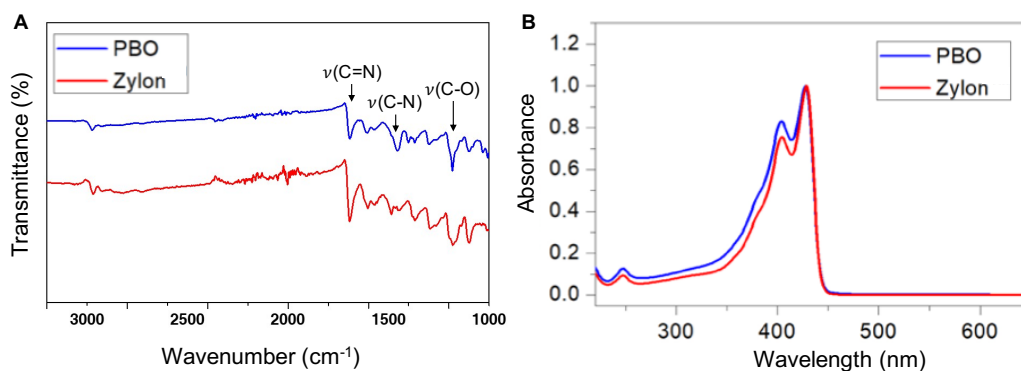 A
PBO
Zylon
ν(C=N)
ν(C-N)
ν(C-O)
Transmittance (%)
3000
2500
2000
1500
1000
Wavenumber (cm⁻¹)
B
1.2
1.0
0.8
0.6
0.4
0.2
0.0
PBO
Zylon
Absorbance
300
400
500
600
Wavelength (nm)